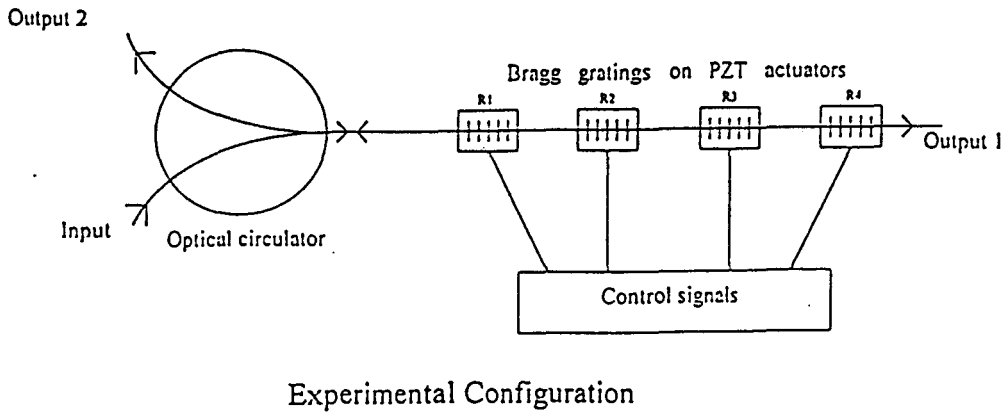 Output 2
Bragg gratings on PZT actuators
R1 R2 R3 R4
Output 1
Input
Optical circulator
Control signals
Experimental Configuration